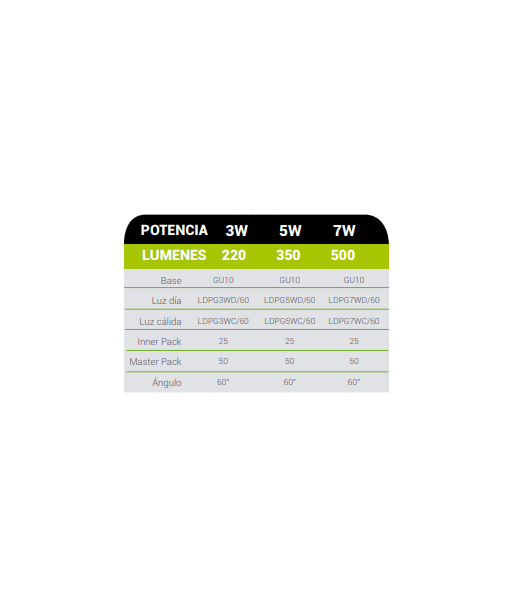 POTENCIA 3W 5W 7W
LUMENES 220 350 500
Base GU10 GU10 GU10
Luz día LDPG3WD/60 LDPG5WD/60 LDPG7WD/60
Luz cálida LDPG3WC/60 LDPG5WC/60 LDPG7WC/60
Inner Pack 25 25 25
Master Pack 50 50 50
Ángulo 60° 60° 60°